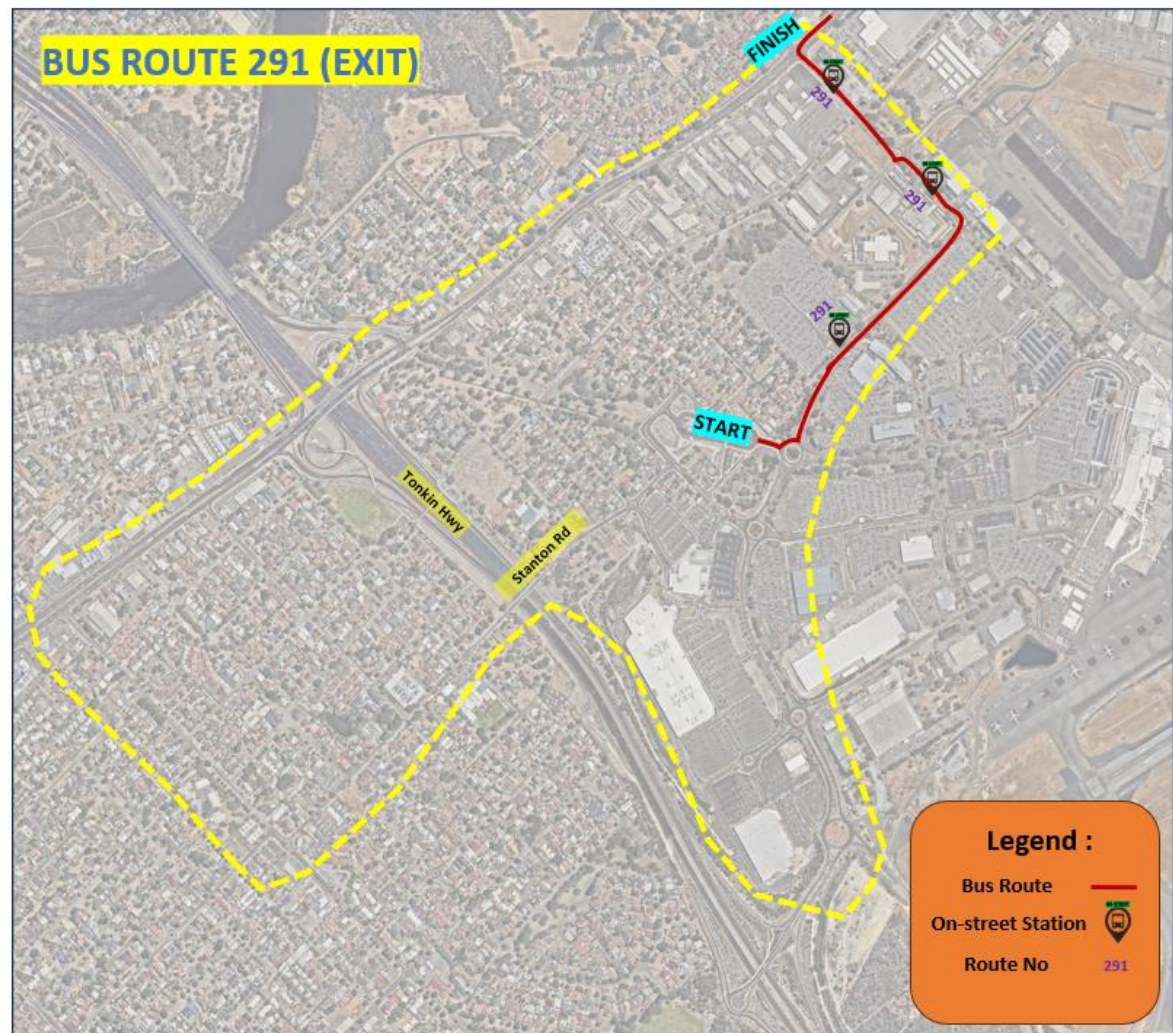 BUS ROUTE 291 (EXIT)
FINISH
291
291
291
START
Tonkin Hwy
Stanton Rd
Legend :
Bus Route
On-street Station
Route No 291